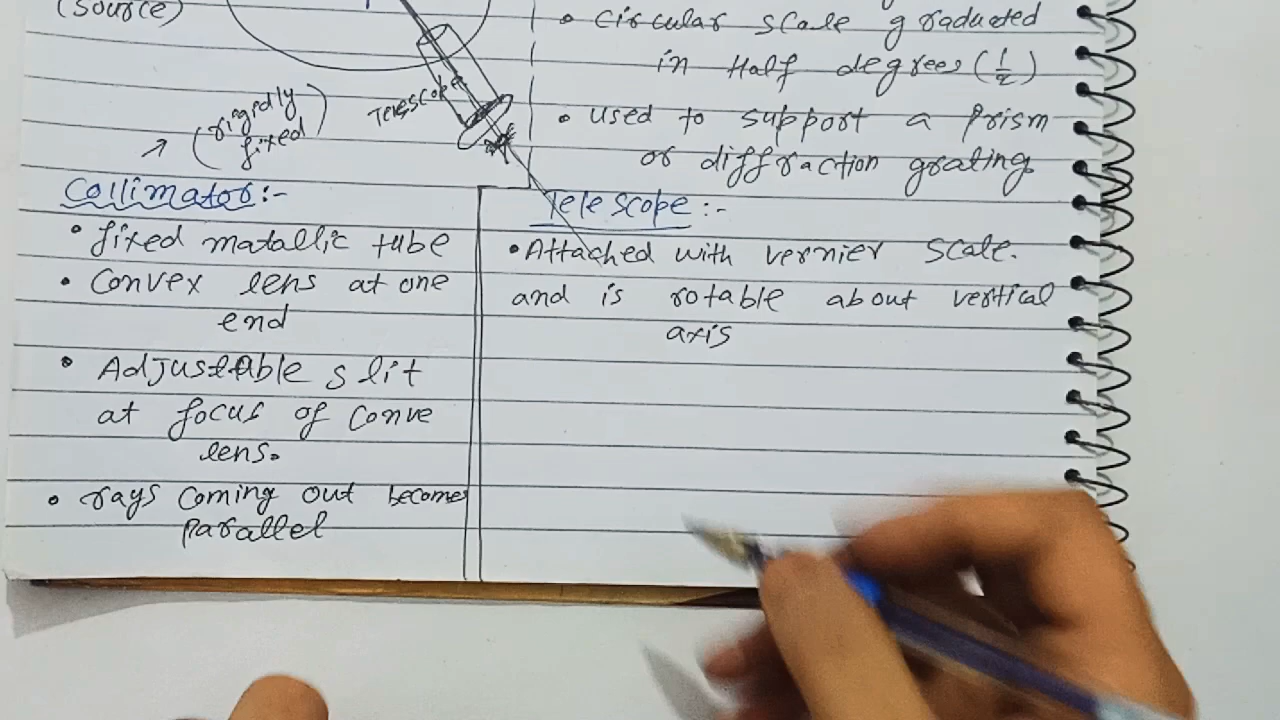 (Source)
Telescope
(rigedly
fixed)
• Circular scale graduated
in Half degrees (1/2)
• used to support a Prism
or diffraction grating
Collimator:-
• fixed matallic tube
• Convex lens at one
end
• Adjustable slit
at focus of Conve
lens.
• rays coming out becomes
parallel
Telescope:-
• Attached with vernier scale.
and is rotable about vertical
axis